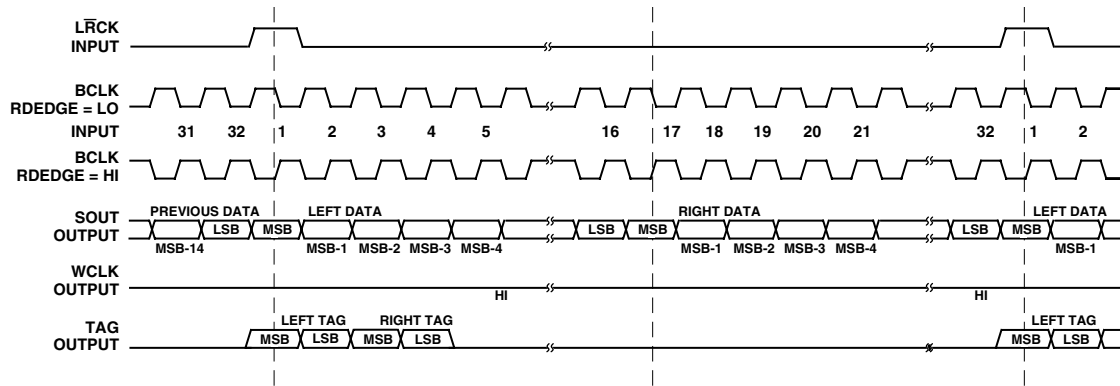 LR̅CK
INPUT
BCLK
RDEDGE = LO
INPUT 31 32 1 2 3 4 5 16 17 18 19 20 21 32 1 2
BCLK
RDEDGE = HI
SOUT PREVIOUS DATA LEFT DATA RIGHT DATA LEFT DATA
OUTPUT LSB MSB LSB MSB LSB MSB
MSB-14 MSB-1 MSB-2 MSB-3 MSB-4 MSB-1 MSB-2 MSB-3 MSB-4 MSB-1
WCLK
OUTPUT
HI HI
TAG LEFT TAG RIGHT TAG LEFT TAG
OUTPUT MSB LSB MSB LSB MSB LSB